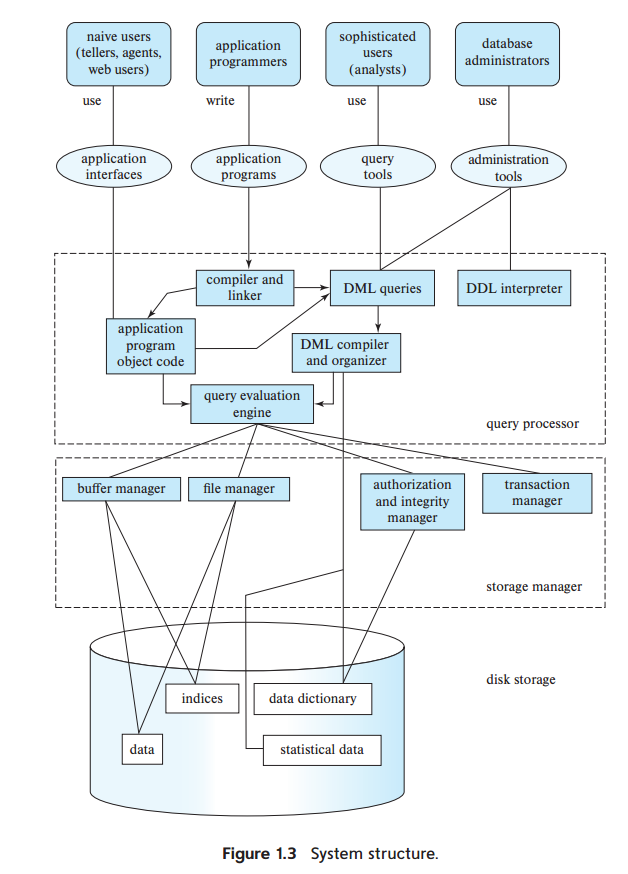 naive users
(tellers, agents,
web users)
application
programmers
sophisticated
users
(analysts)
database
administrators
use
write
use
use
application
interfaces
application
programs
query
tools
administration
tools
compiler and
linker
DML queries
DDL interpreter
application
program
object code
DML compiler
and organizer
query evaluation
engine
query processor
buffer manager
file manager
authorization
and integrity
manager
transaction
manager
storage manager
disk storage
indices
data dictionary
data
statistical data
Figure 1.3 System structure.